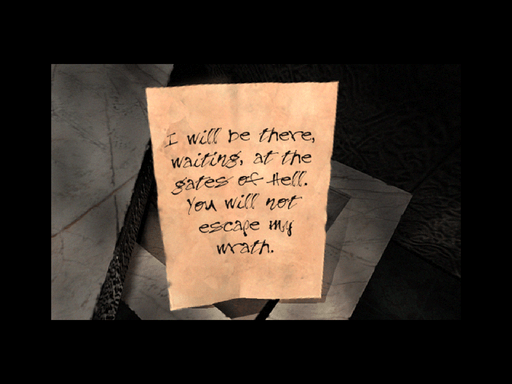 I will be there,
waiting, at the
gates of Hell.
You will not
escape my
wrath.